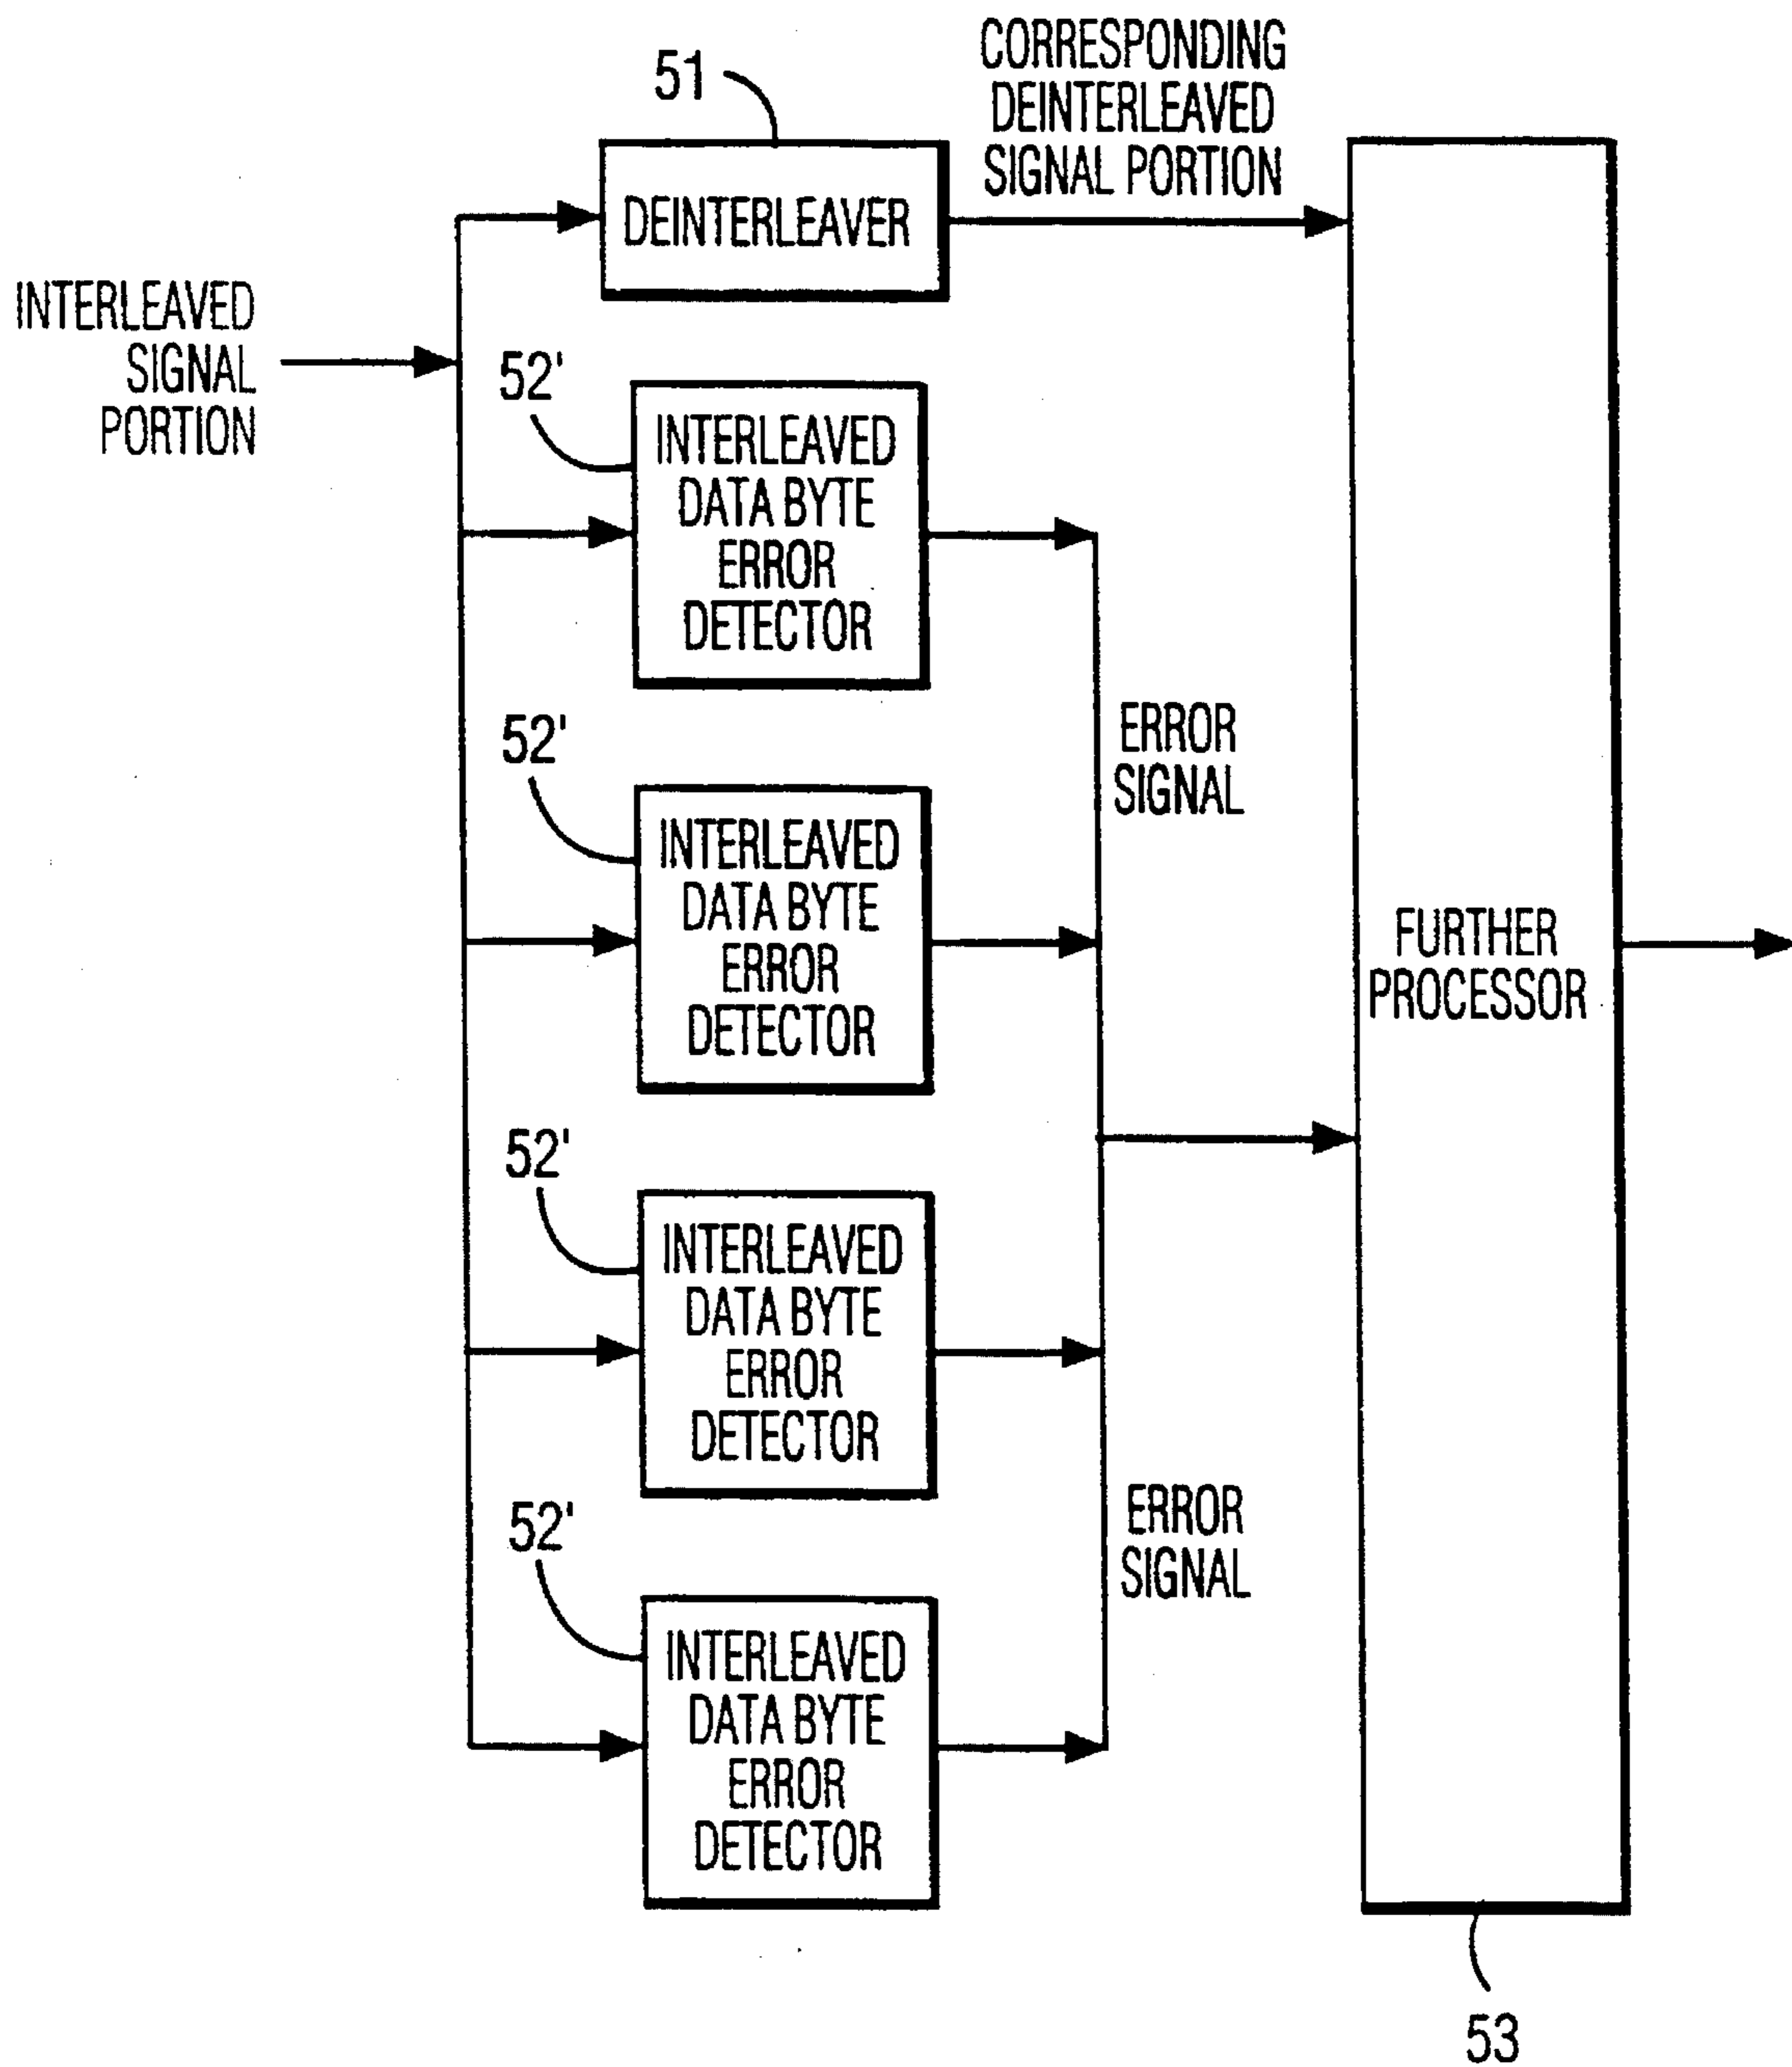 51
CORRESPONDING
DEINTERLEAVED
SIGNAL PORTION
DEINTERLEAVER
INTERLEAVED
SIGNAL
PORTION
52'
INTERLEAVED
DATA BYTE
ERROR
DETECTOR
ERROR
SIGNAL
52'
INTERLEAVED
DATA BYTE
ERROR
DETECTOR
FURTHER
PROCESSOR
52'
INTERLEAVED
DATA BYTE
ERROR
DETECTOR
ERROR
SIGNAL
52'
INTERLEAVED
DATA BYTE
ERROR
DETECTOR
53